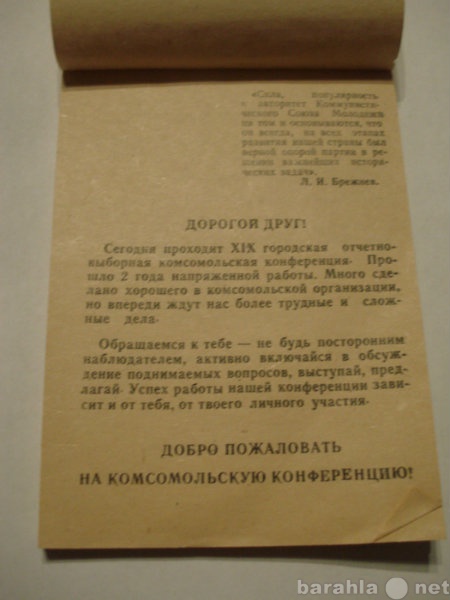 «Сила, популярность
и авторитет Коммунисти-
ческого Союза Молодежи
на том и основываются, что
он всегда, на всех этапах
развития нашей страны был
верной опорой партии в ре-
шении важнейших истори-
ческих задач».
Л. И. Брежнев.
ДОРОГОЙ ДРУГ!
Сегодня проходит XIX городская отчетно-
выборная комсомольская конференция. Про-
шло 2 года напряженной работы. Много сде-
лано хорошего в комсомольской организации,
но впереди ждут нас более трудные и слож-
ные дела.
Обращаемся к тебе — не будь посторонним
наблюдателем, активно включайся в обсуж-
дение поднимаемых вопросов, выступай, пред-
лагай. Успех работы нашей конференции зави-
сит и от тебя, от твоего личного участия.
ДОБРО ПОЖАЛОВАТЬ
НА КОМСОМОЛЬСКУЮ КОНФЕРЕНЦИЮ!
barahla.net